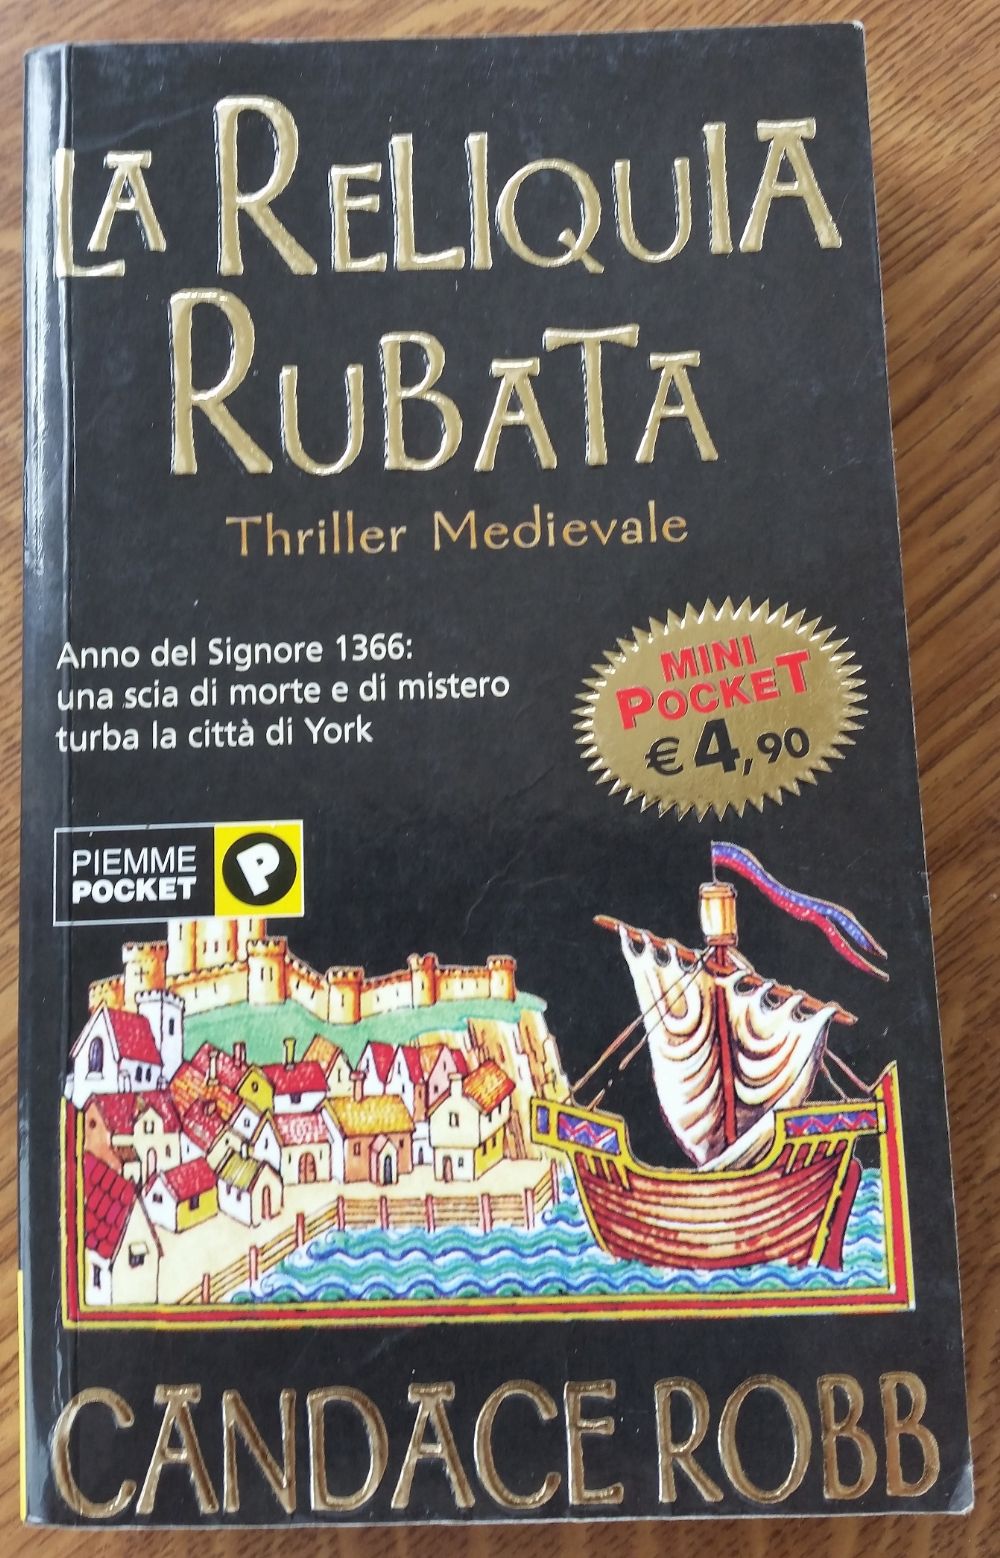 LA RELIQUIA
RUBATA
Thriller Medievale
Anno del Signore 1366:
una scia di morte e di mistero
turba la città di York
MINI
POCKET
€ 4,90
PIEMME
POCKET
P
CANDACE ROBB